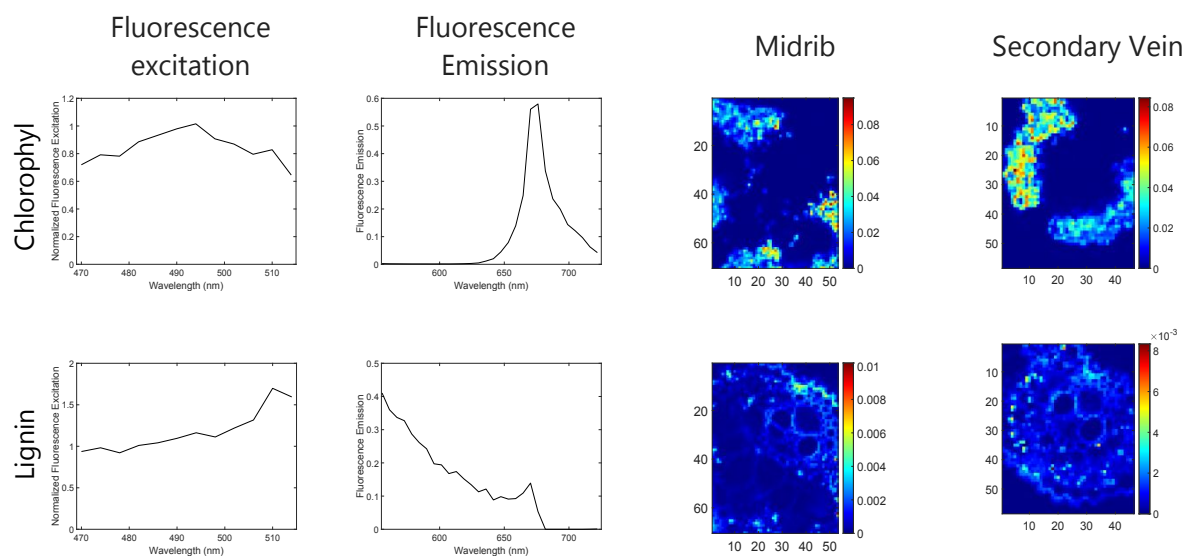 Fluorescence
excitation
Fluorescence
Emission
Midrib
Secondary Vein
Chlorophyl
Normalized Fluorescence Excitation
1.2
1
0.8
0.6
0.4
0.2
0
470 480 490 500 510
Wavelength (nm)
Fluorescence Emission
0.6
0.5
0.4
0.3
0.2
0.1
0
600 650 700
Wavelength (nm)
20
40
60
10 20 30 40 50
0.08
0.06
0.04
0.02
0
10
20
30
40
50
10 20 30 40
0.08
0.06
0.04
0.02
0
Lignin
Normalized Fluorescence Excitation
2
1.5
1
0.5
0
470 480 490 500 510
Wavelength (nm)
Fluorescence Emission
0.5
0.4
0.3
0.2
0.1
0
600 650 700
Wavelength (nm)
20
40
60
10 20 30 40 50
0.01
0.008
0.006
0.004
0.002
0
10
20
30
40
50
10 20 30 40
×10⁻³
8
6
4
2
0